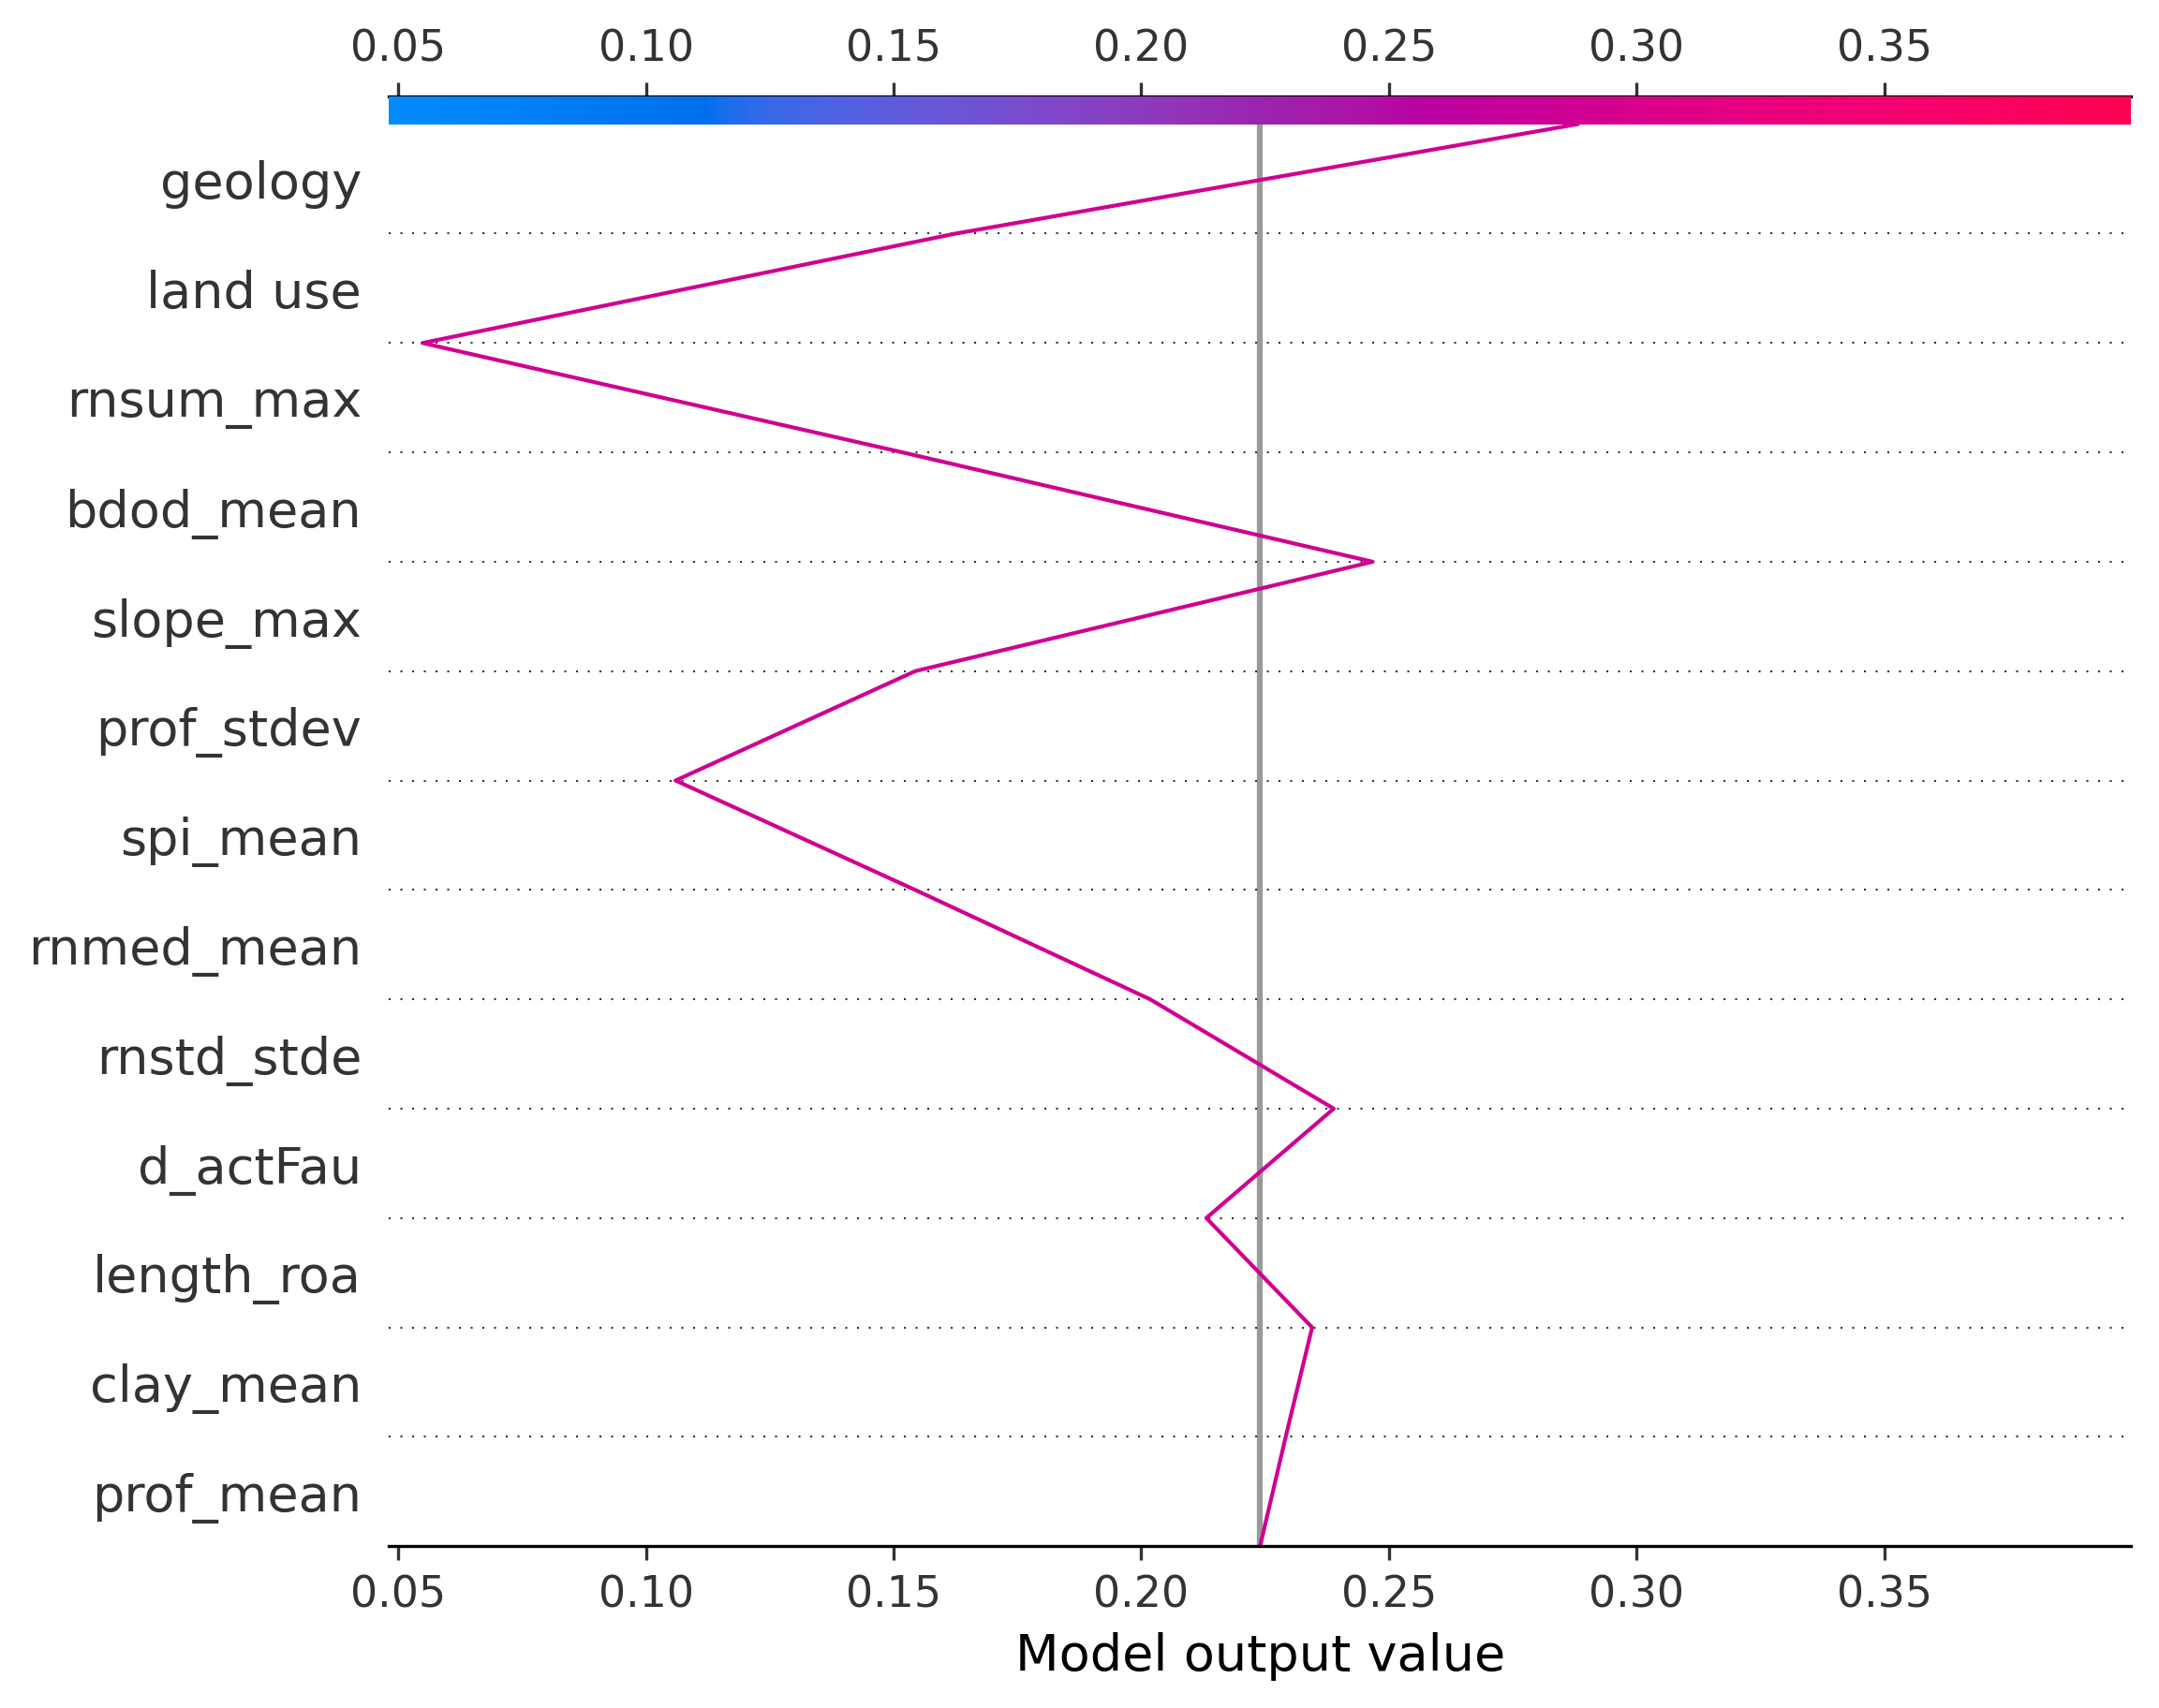 0.05 0.10 0.15 0.20 0.25 0.30 0.35
geology
land use
rnsum_max
bdod_mean
slope_max
prof_stdev
spi_mean
rnmed_mean
rnstd_stde
d_actFau
length_roa
clay_mean
prof_mean
0.05 0.10 0.15 0.20 0.25 0.30 0.35
Model output value